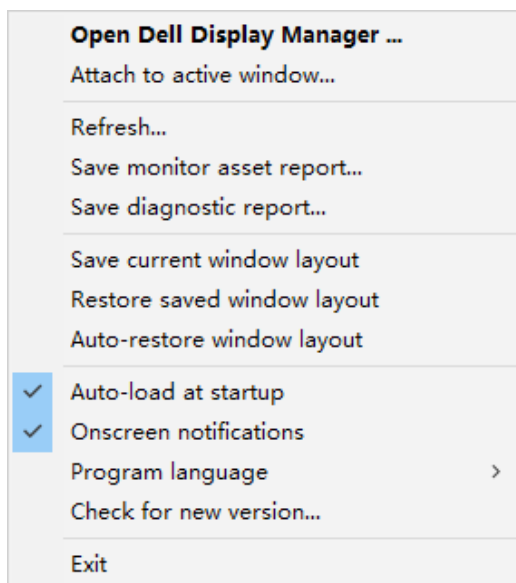 Open Dell Display Manager ...
Attach to active window...
Refresh...
Save monitor asset report...
Save diagnostic report...
Save current window layout
Restore saved window layout
Auto-restore window layout
Auto-load at startup
Onscreen notifications
Program language
Check for new version...
Exit